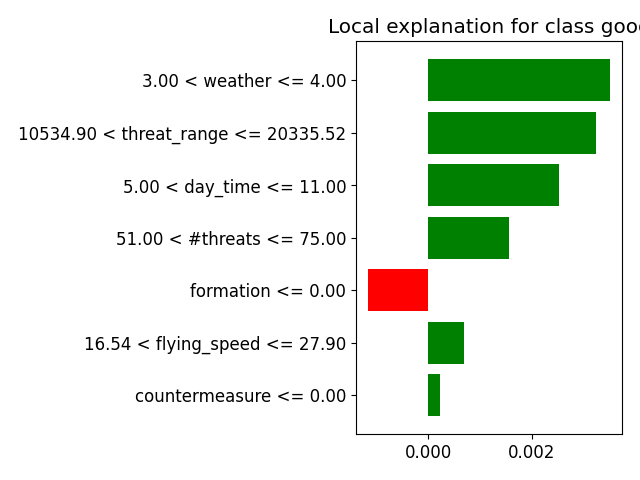 Local explanation for class good
3.00 < weather <= 4.00
10534.90 < threat_range <= 20335.52
5.00 < day_time <= 11.00
51.00 < #threats <= 75.00
formation <= 0.00
16.54 < flying_speed <= 27.90
countermeasure <= 0.00
0.000 0.002